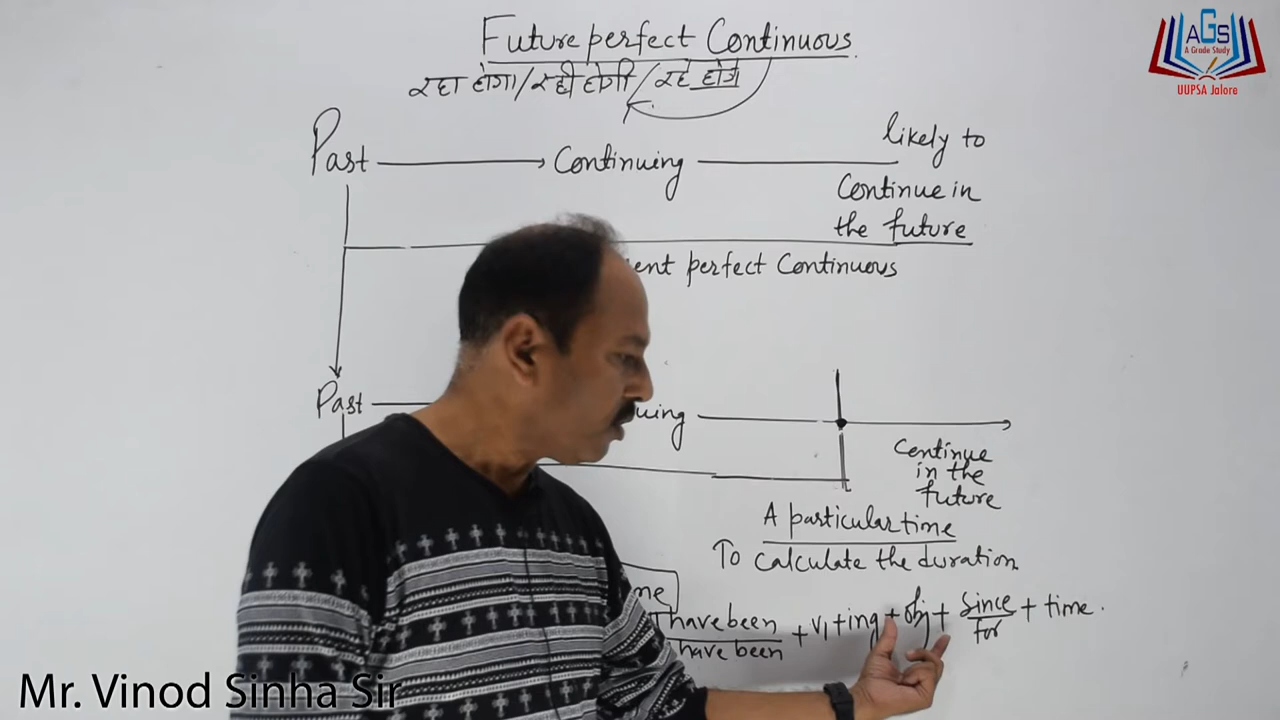 Future perfect Continuous.
रहा होगा/रही होगी/रहे होंगे
Past → Continuing likely to
Continue in
the future
perfect Continuous
Past
Continue
in the
future
A particular time
To calculate the duration
have been + V1 + ing + obj + since + time.
have been for
AGS
A Grade Study
UUPSA Jalore
Mr. Vinod Sinha Sir